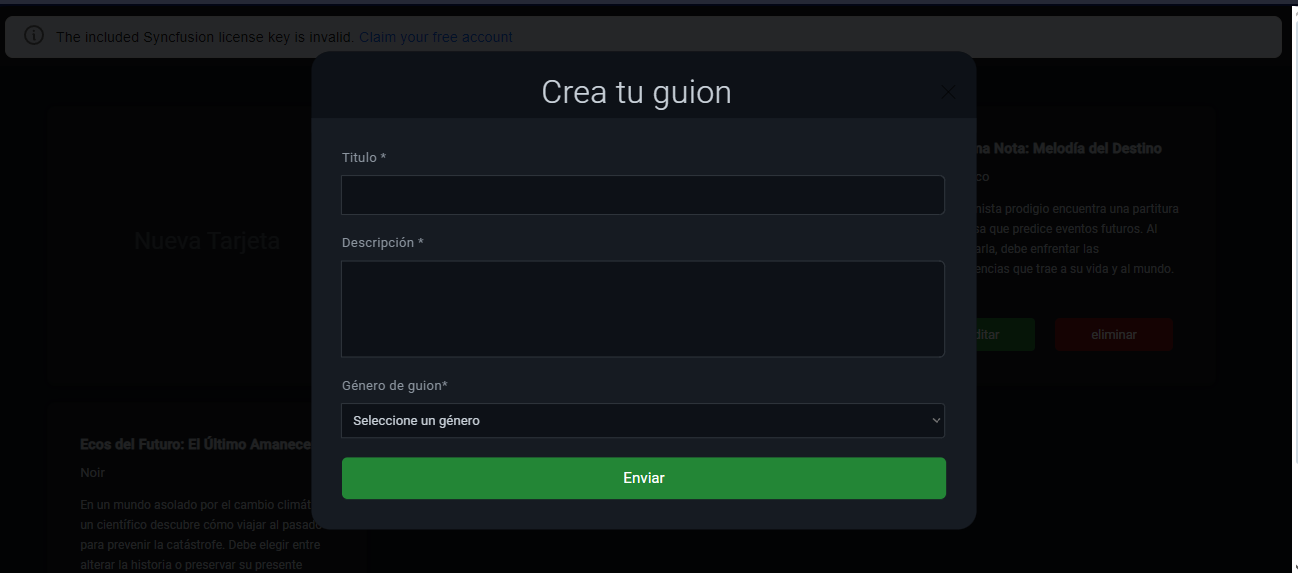 The included Syncfusion license key is invalid. Claim your free account
Crea tu guion
Titulo *
Descripción *
Género de guion*
Seleccione un género
Enviar
Nueva Tarjeta
na Nota: Melodía del Destino
co
nista prodigio encuentra una partitura
sa que predice eventos futuros. Al
arla, debe enfrentar las
encias que trae a su vida y al mundo.
ditar
eliminar
Ecos del Futuro: El Último Amanece
Noir
En un mundo asolado por el cambio climát
un científico descubre cómo viajar al pasado
para prevenir la catástrofe. Debe elegir entre
alterar la historia o preservar su presente